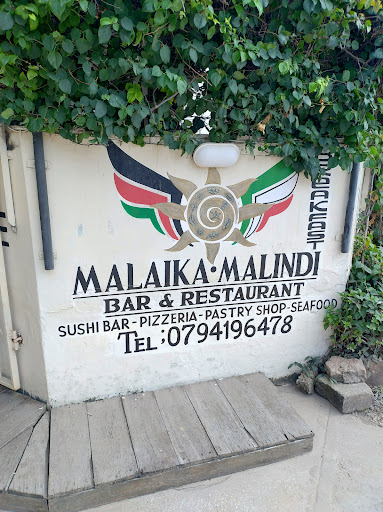 MALAIKA•MALINDI
BAR & RESTAURANT
SUSHI BAR - PIZZERIA - PASTRY SHOP - SEAFOOD
TEL ; 0794196478
BREAKFAST